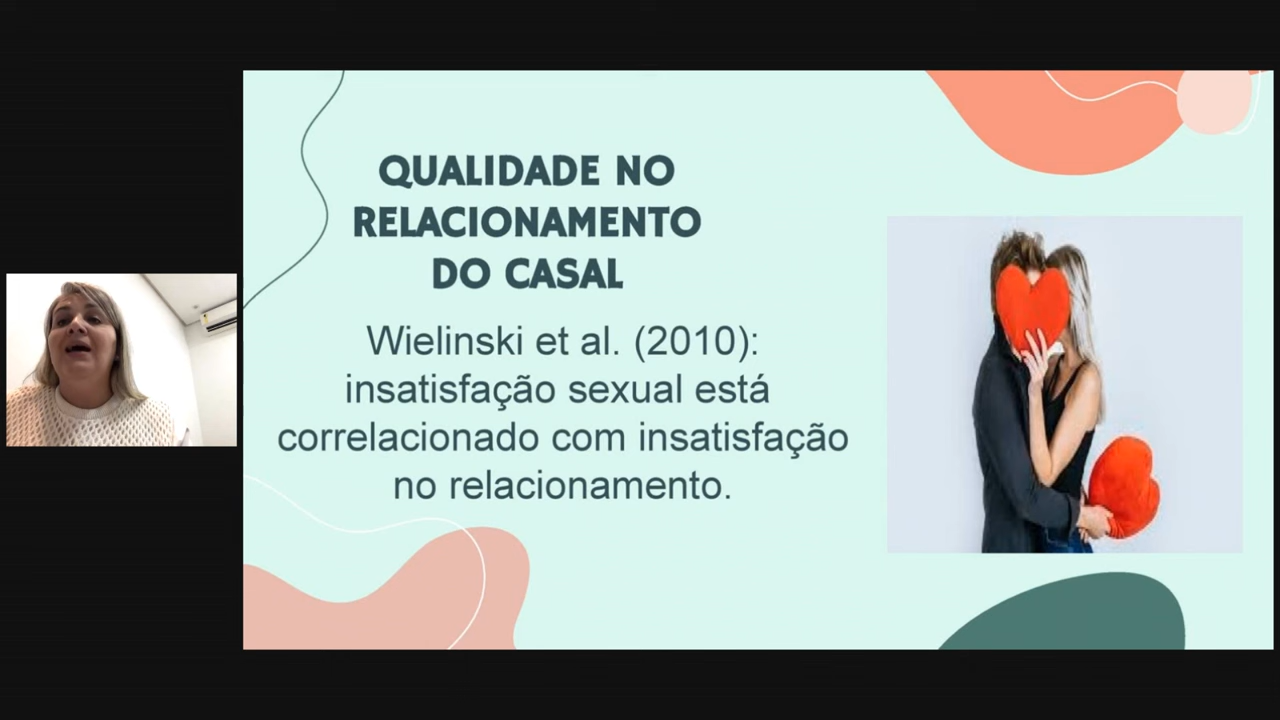 QUALIDADE NO
RELACIONAMENTO
DO CASAL
Wielinski et al. (2010):
insatisfação sexual está
correlacionado com insatisfação
no relacionamento.